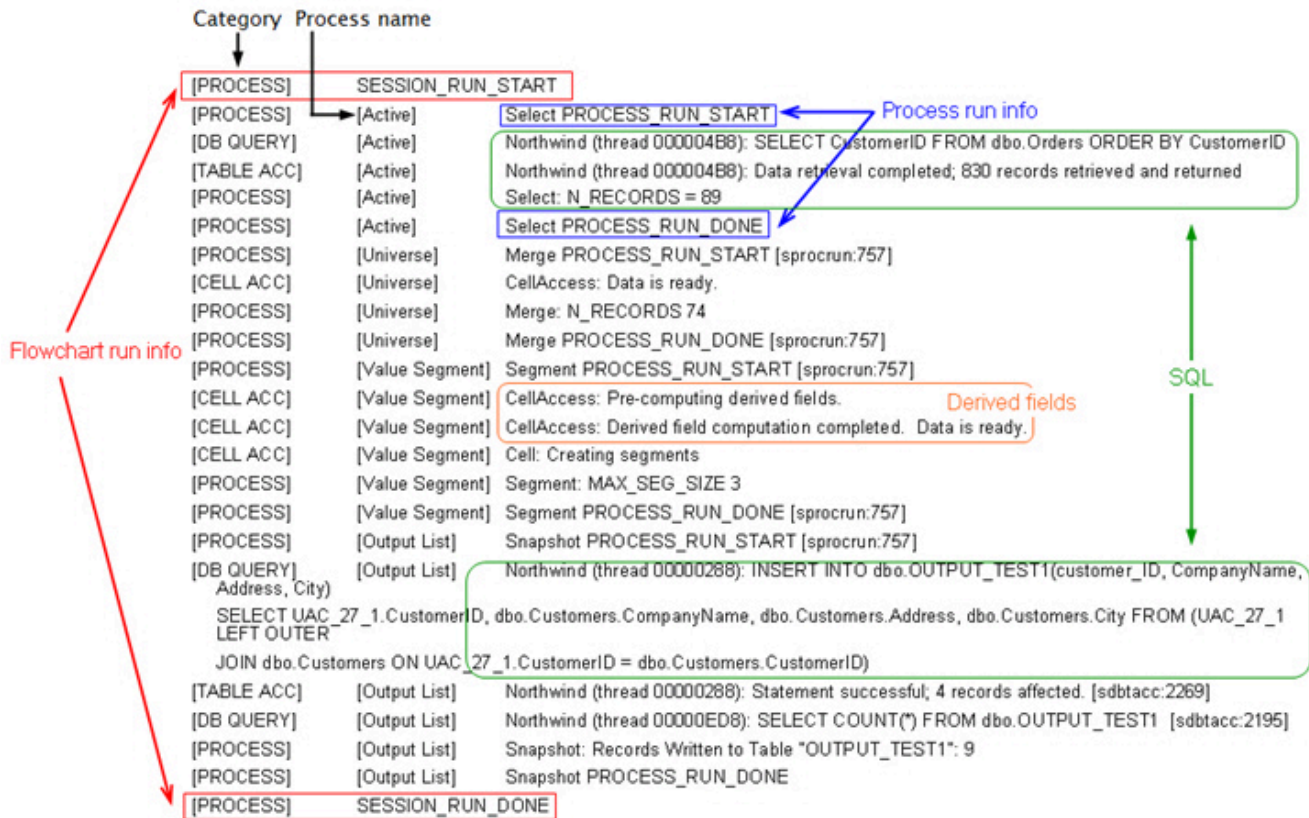 Category Process name
[PROCESS] SESSION_RUN_START
[PROCESS] [Active] Select PROCESS_RUN_START Process run info
[DB QUERY] [Active] Northwind (thread 000004B8): SELECT CustomerID FROM dbo.Orders ORDER BY CustomerID
[TABLE ACC] [Active] Northwind (thread 000004B8): Data retrieval completed; 830 records retrieved and returned
[PROCESS] [Active] Select: N_RECORDS = 89
[PROCESS] [Active] Select PROCESS_RUN_DONE
[PROCESS] [Universe] Merge PROCESS_RUN_START [sprocrun:757]
[CELL ACC] [Universe] CellAccess: Data is ready.
[PROCESS] [Universe] Merge: N_RECORDS 74
[PROCESS] [Universe] Merge PROCESS_RUN_DONE [sprocrun:757]
Flowchart run info
[PROCESS] [Value Segment] Segment PROCESS_RUN_START [sprocrun:757]
SQL
[CELL ACC] [Value Segment] CellAccess: Pre-computing derived fields. Derived fields
[CELL ACC] [Value Segment] CellAccess: Derived field computation completed. Data is ready.
[CELL ACC] [Value Segment] Cell: Creating segments
[PROCESS] [Value Segment] Segment: MAX_SEG_SIZE 3
[PROCESS] [Value Segment] Segment PROCESS_RUN_DONE [sprocrun:757]
[PROCESS] [Output List] Snapshot PROCESS_RUN_START [sprocrun:757]
[DB QUERY] [Output List] Northwind (thread 00000288): INSERT INTO dbo.OUTPUT_TEST1(customer_ID, CompanyName,
Address, City)
SELECT UAC_27_1.CustomerID, dbo.Customers.CompanyName, dbo.Customers.Address, dbo.Customers.City FROM (UAC_27_1
LEFT OUTER
JOIN dbo.Customers ON UAC_27_1.CustomerID = dbo.Customers.CustomerID)
[TABLE ACC] [Output List] Northwind (thread 00000288): Statement successful; 4 records affected. [sdbtacc:2269]
[DB QUERY] [Output List] Northwind (thread 00000ED8): SELECT COUNT(*) FROM dbo.OUTPUT_TEST1 [sdbtacc:2195]
[PROCESS] [Output List] Snapshot: Records Written to Table "OUTPUT_TEST1": 9
[PROCESS] [Output List] Snapshot PROCESS_RUN_DONE
[PROCESS] SESSION_RUN_DONE